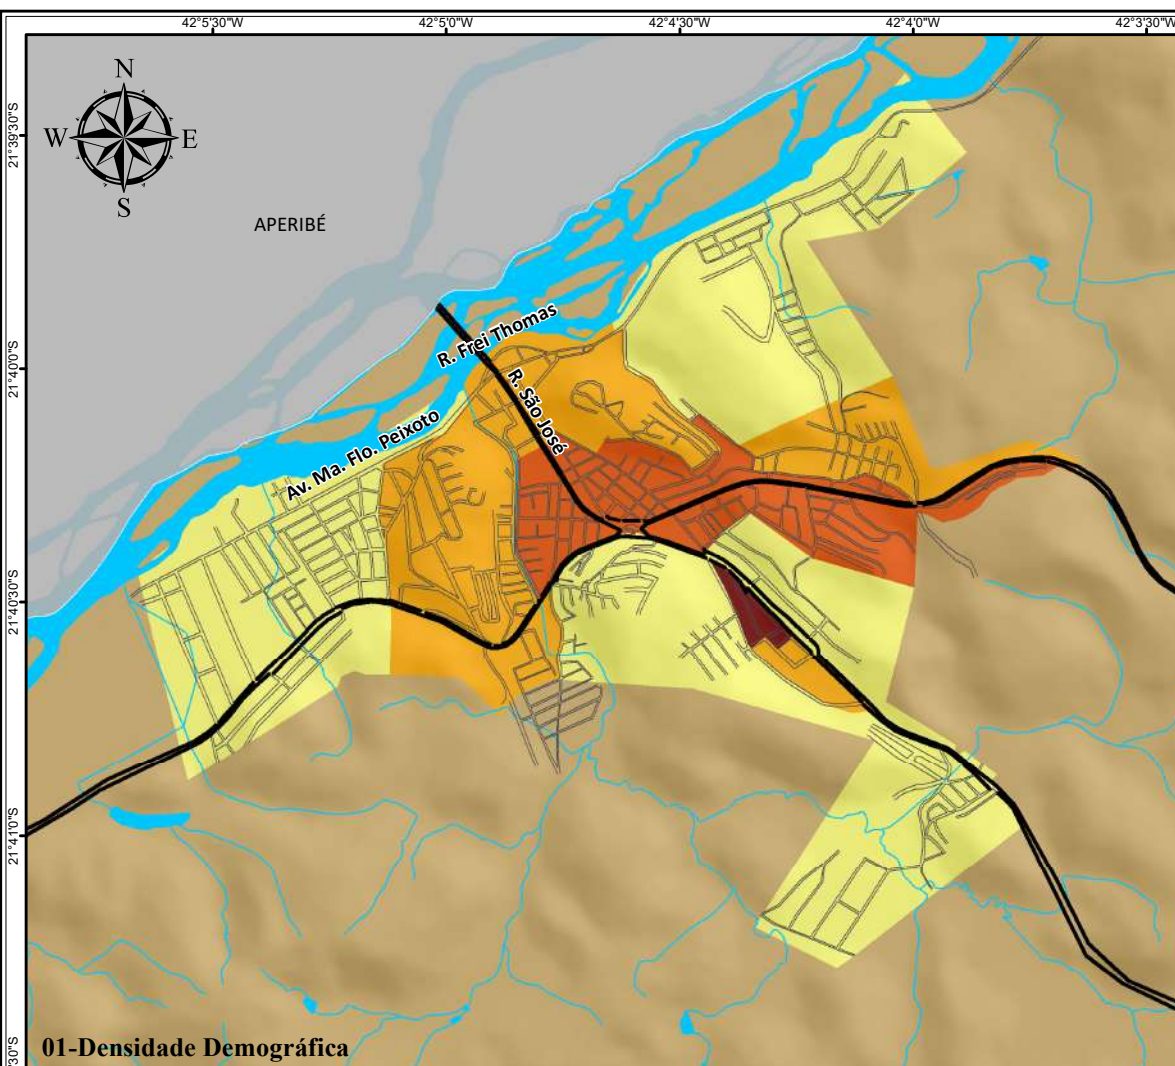 42°5'30"W 42°5'0"W 42°4'30"W 42°4'0"W 42°3'30"W
N
W E
S
21°39'30"S
APERIBÉ
R. Frei Thomas
21°40'0"S
R. São José
Av. Ma. Flo. Peixoto
21°40'30"S
21°41'0"S
01-Densidade Demográfica
'30"S